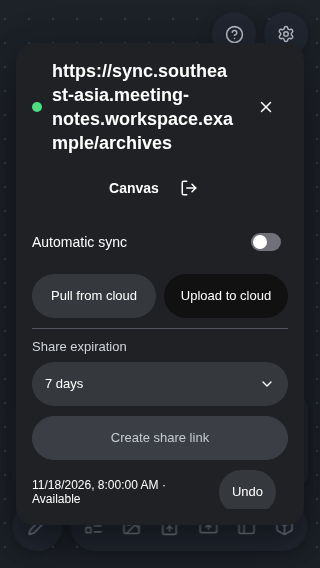 https://sync.southea
st-asia.meeting-
notes.workspace.exa
mple/archives
Canvas
Automatic sync
Pull from cloud
Upload to cloud
Share expiration
7 days
Create share link
11/18/2026, 8:00:00 AM ·
Available
Undo